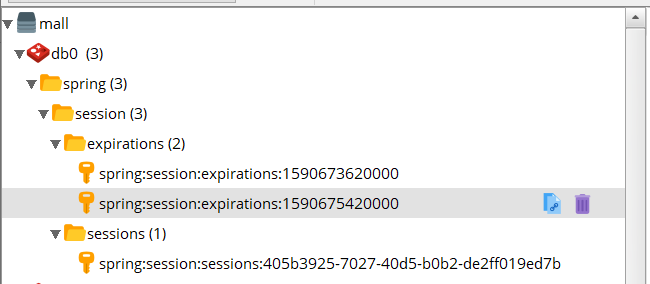 mall
db0 (3)
spring (3)
session (3)
expirations (2)
spring:session:expirations:1590673620000
spring:session:expirations:1590675420000
sessions (1)
spring:session:sessions:405b3925-7027-40d5-b0b2-de2ff019ed7b